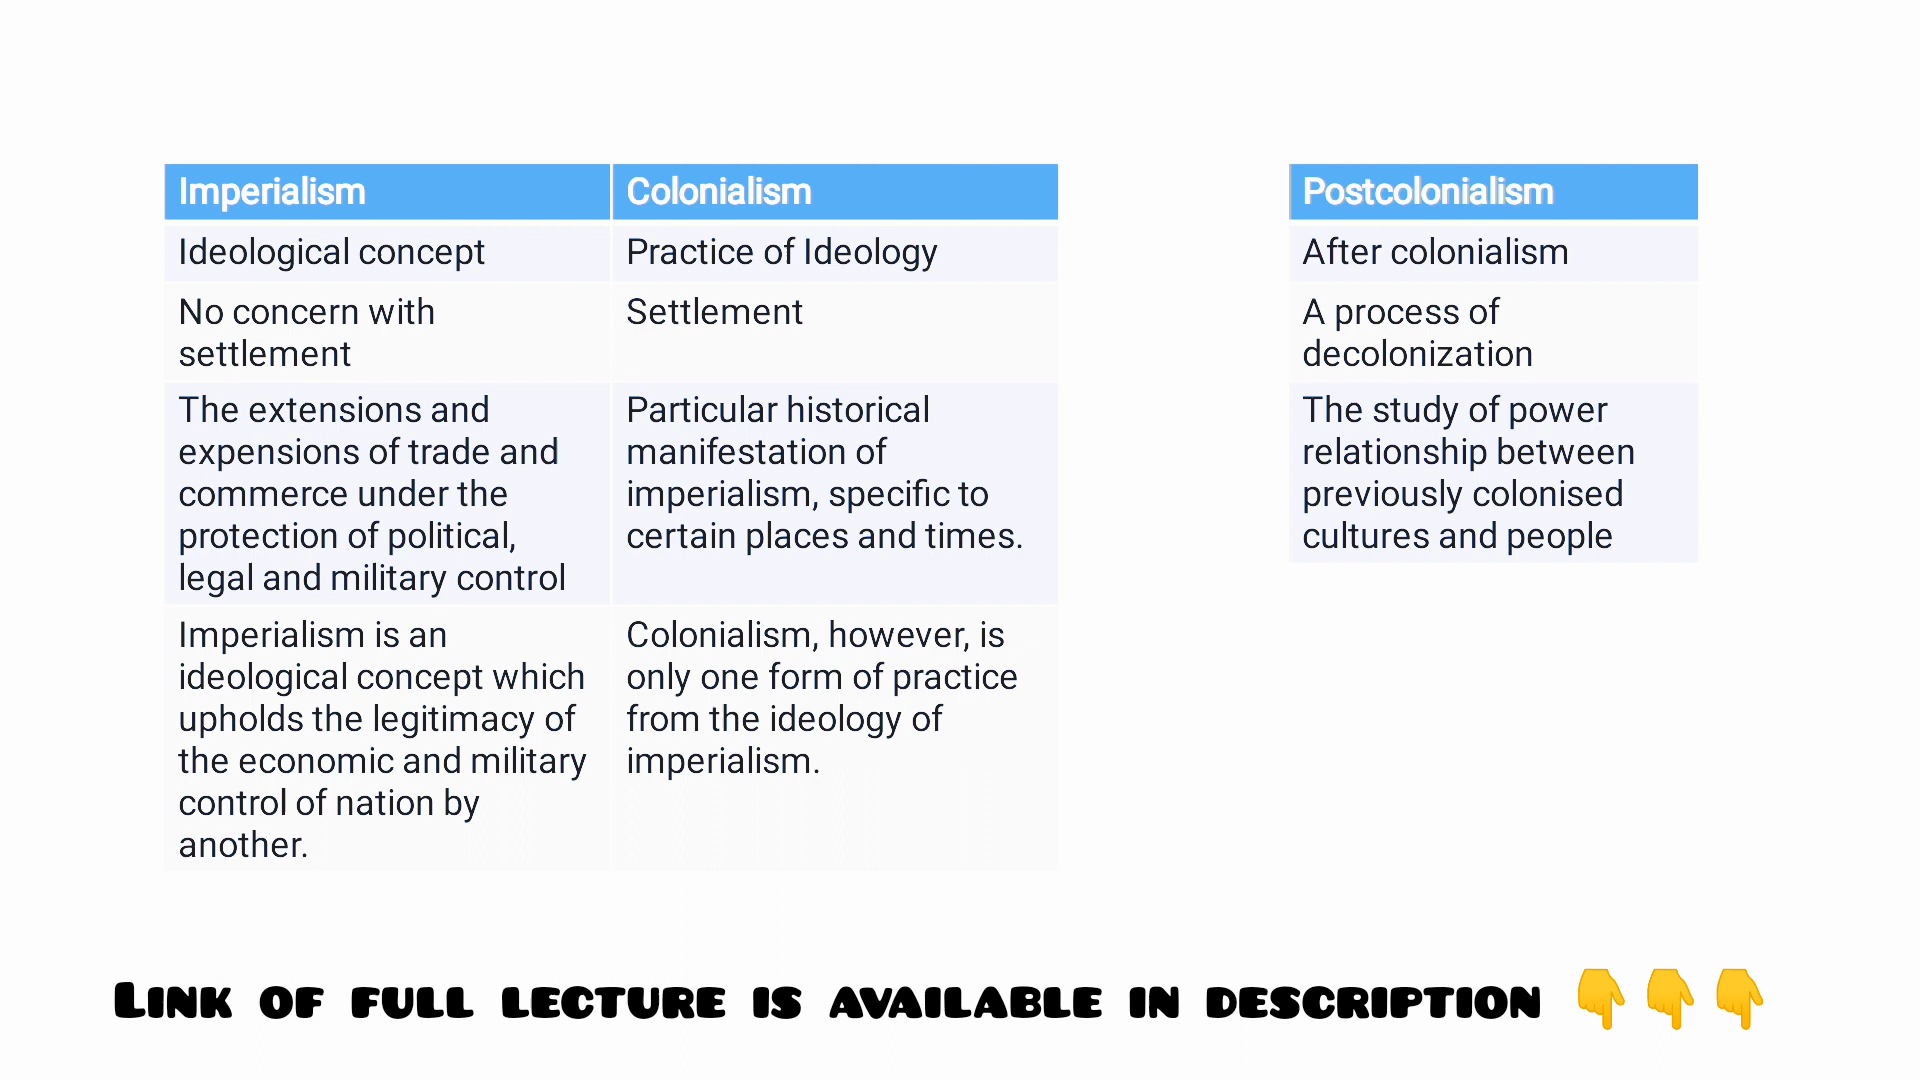 Imperialism
Colonialism
Ideological concept
Practice of Ideology
No concern with
settlement
Settlement
The extensions and
expensions of trade and
commerce under the
protection of political,
legal and military control
Particular historical
manifestation of
imperialism, specific to
certain places and times.
Imperialism is an
ideological concept which
upholds the legitimacy of
the economic and military
control of nation by
another.
Colonialism, however, is
only one form of practice
from the ideology of
imperialism.
Postcolonialism
After colonialism
A process of
decolonization
The study of power
relationship between
previously colonised
cultures and people
Link of full lecture is available in description 👇👇👇